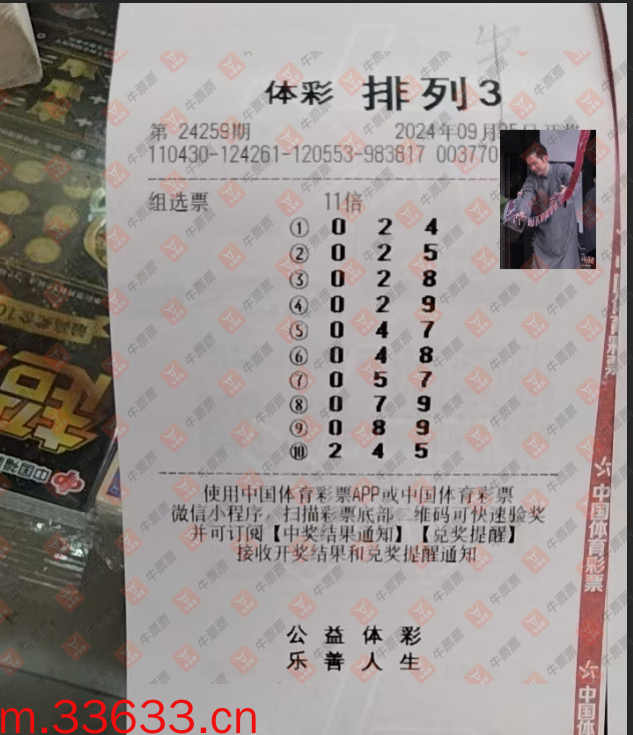 体彩 排列3
第 24259期 2024年09月25日
110430-124261-120553-983817 003770
组选票 11倍
① 0 2 4
② 0 2 5
③ 0 2 8
④ 0 2 9
⑤ 0 4 7
⑥ 0 4 8
⑦ 0 5 7
⑧ 0 7 9
⑨ 0 8 9
⑩ 2 4 5
使用中国体育彩票APP或中国体育彩票
微信小程序，扫描彩票底部二维码可快速验奖
并可订阅【中奖结果通知】【兑奖提醒】
接收开奖结果和兑奖提醒通知
公益体彩
乐善人生
中国体育彩票
中国体
m.33633.cn